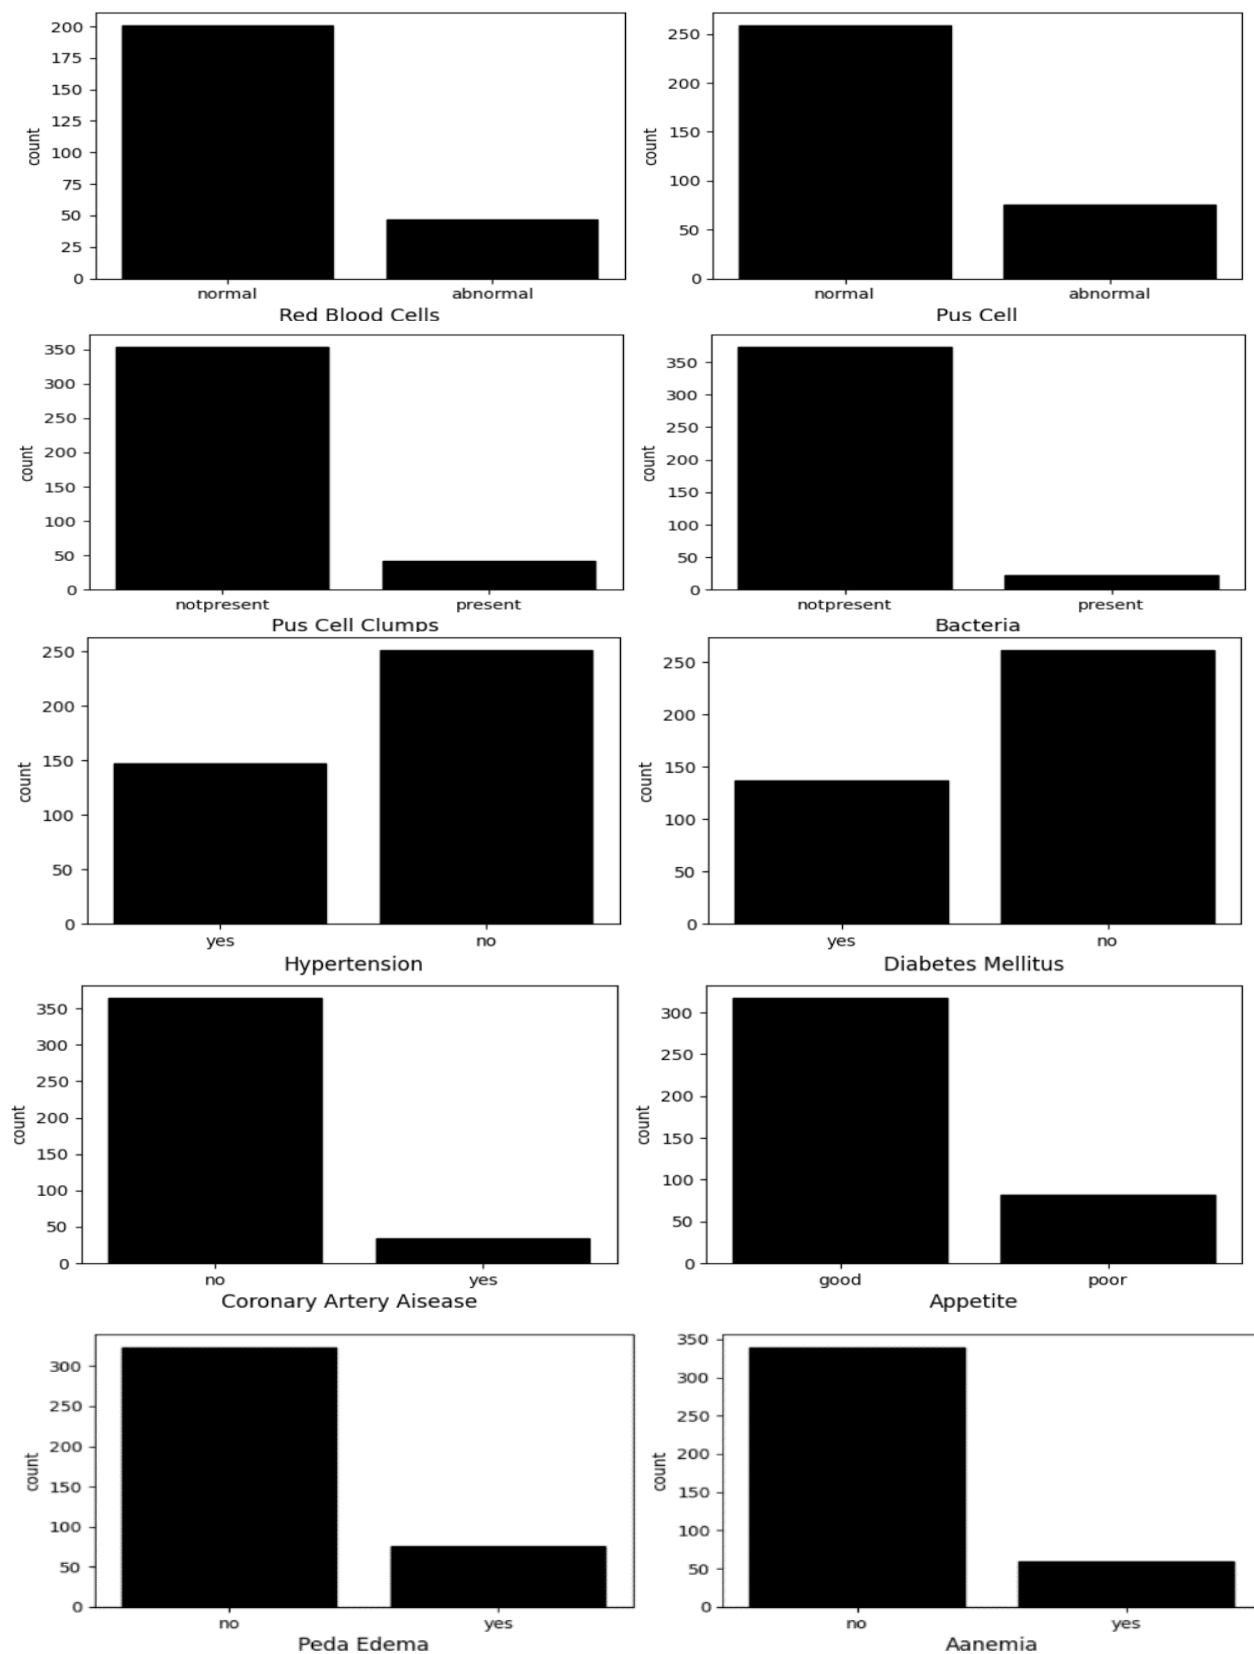 200
175
150
125
100
75
50
25
0
count
normal abnormal
Red Blood Cells
250
200
150
100
50
0
count
normal abnormal
Pus Cell
350
300
250
200
150
100
50
0
count
notpresent present
Pus Cell Clumps
350
300
250
200
150
100
50
0
count
notpresent present
Bacteria
250
200
150
100
50
0
count
yes no
Hypertension
250
200
150
100
50
0
count
yes no
Diabetes Mellitus
350
300
250
200
150
100
50
0
count
no yes
Coronary Artery Aisease
300
250
200
150
100
50
0
count
good poor
Appetite
300
250
200
150
100
50
0
count
no yes
Peda Edema
350
300
250
200
150
100
50
0
count
no yes
Aanemia